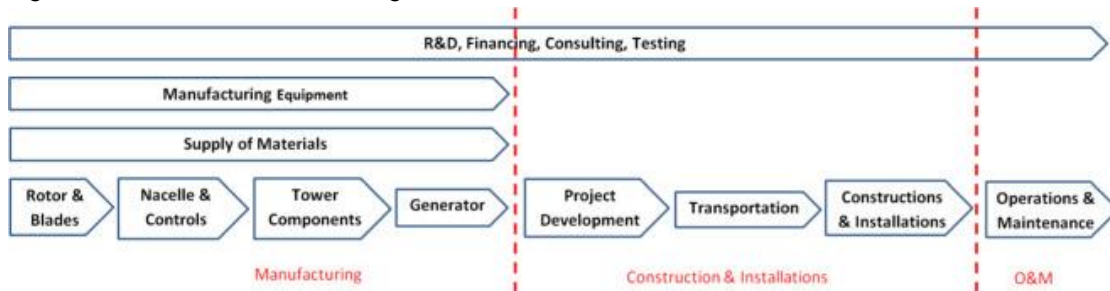 R&D, Financing, Consulting, Testing
Manufacturing Equipment
Supply of Materials
Rotor &
Blades
Nacelle &
Controls
Tower
Components
Generator
Project
Development
Transportation
Constructions
& Installations
Operations &
Maintenance
Manufacturing
Construction & Installations
O&M